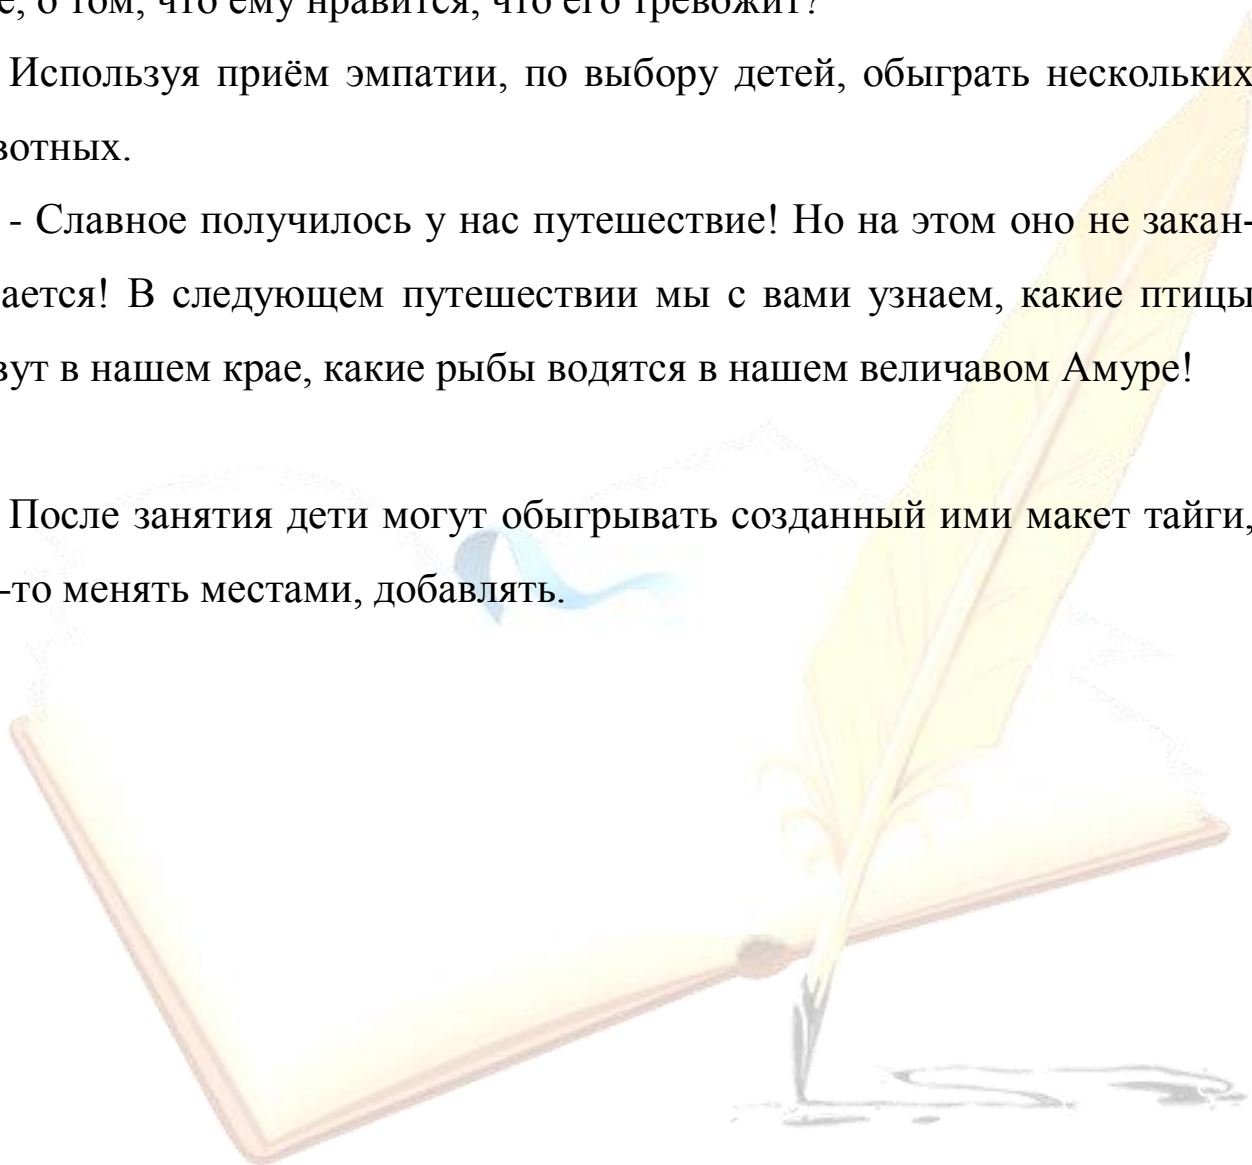 е, о том, что ему нравится, что его тревожит?
Используя приём эмпатии, по выбору детей, обыграть нескольких
вотных.
- Славное получилось у нас путешествие! Но на этом оно не закан-
ается! В следующем путешествии мы с вами узнаем, какие птицы
вут в нашем крае, какие рыбы водятся в нашем величавом Амуре!
После занятия дети могут обыгрывать созданный ими макет тайги,
-то менять местами, добавлять.